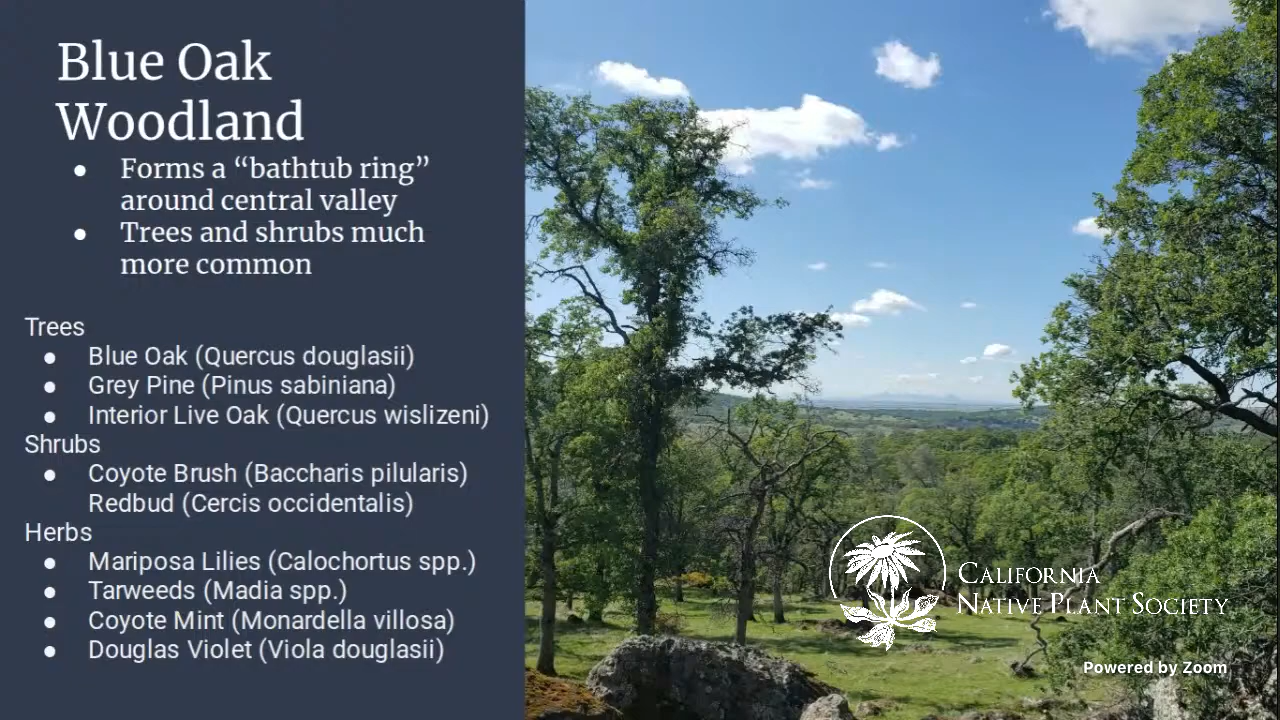 Blue Oak
Woodland
● Forms a “bathtub ring”
around central valley
● Trees and shrubs much
more common
Trees
● Blue Oak (Quercus douglasii)
● Grey Pine (Pinus sabiniana)
● Interior Live Oak (Quercus wislizeni)
Shrubs
● Coyote Brush (Baccharis pilularis)
Redbud (Cercis occidentalis)
Herbs
● Mariposa Lilies (Calochortus spp.)
● Tarweeds (Madia spp.)
● Coyote Mint (Monardella villosa)
● Douglas Violet (Viola douglasii)
California
Native Plant Society
Powered by Zoom